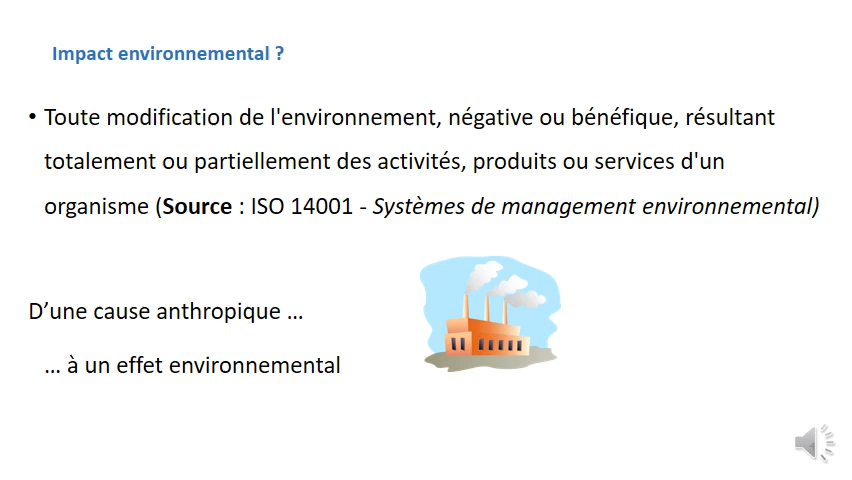 Impact environnemental ?
• Toute modification de l'environnement, négative ou bénéfique, résultant
totalement ou partiellement des activités, produits ou services d'un
organisme (Source : ISO 14001 - Systèmes de management environnemental)
D’une cause anthropique …
… à un effet environnemental